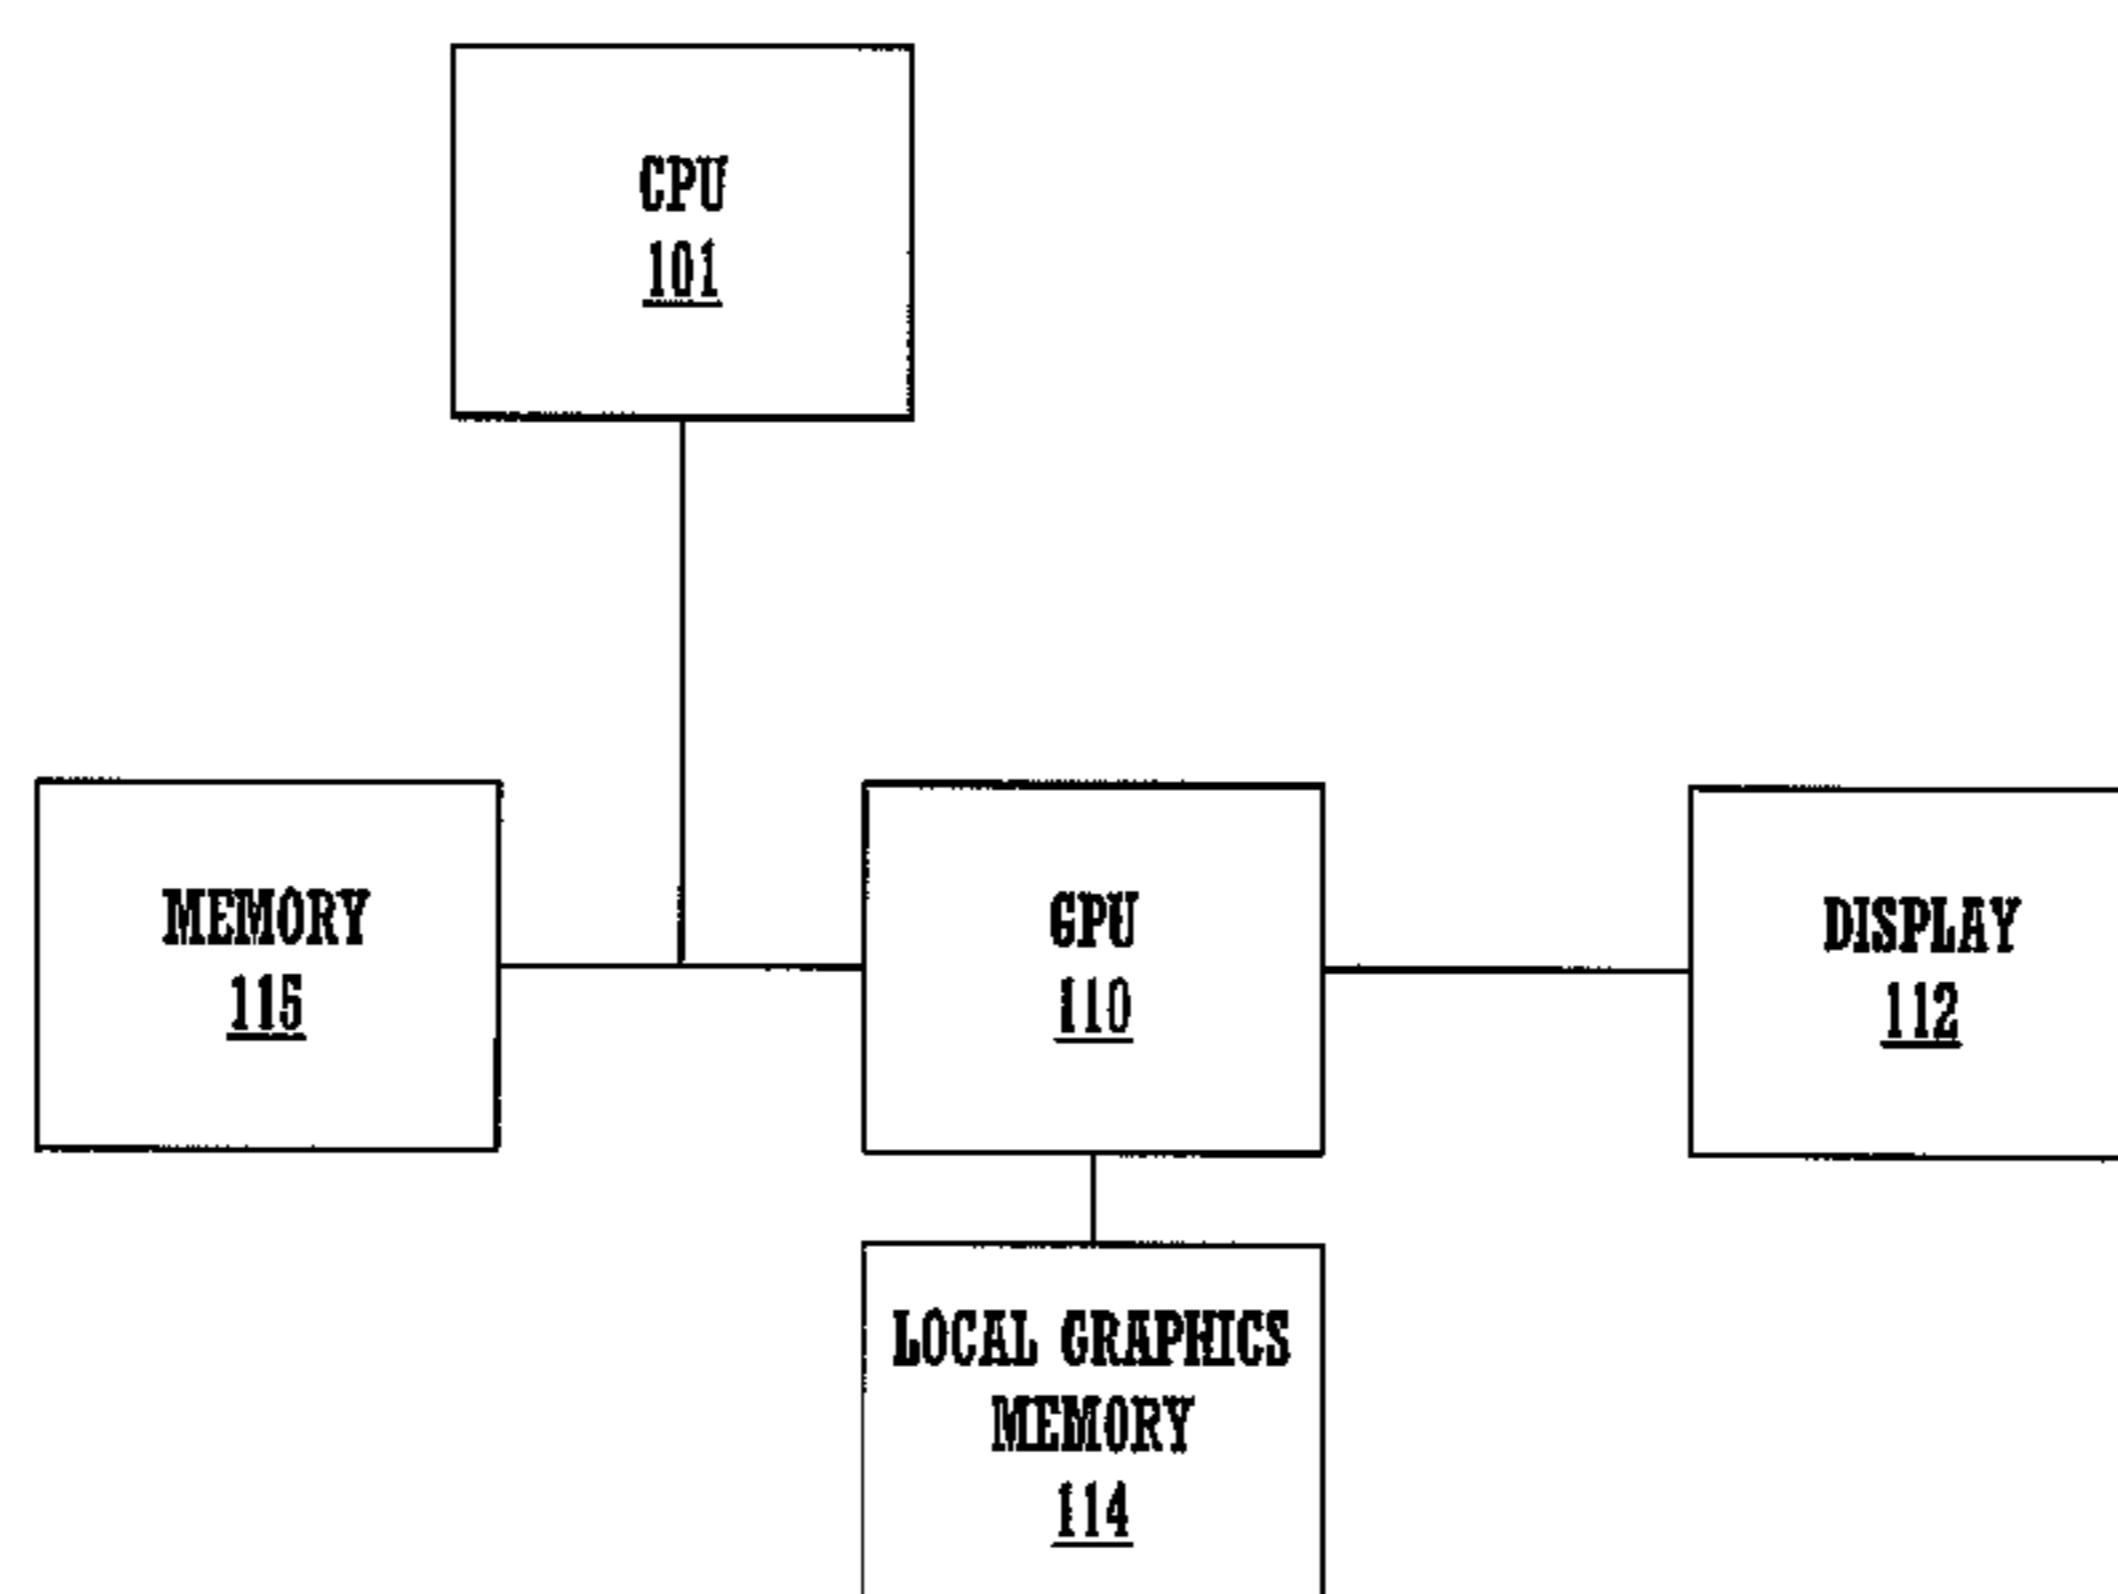 CPU
101
MEMORY
115
GPU
110
DISPLAY
112
LOCAL GRAPHICS
MEMORY
114